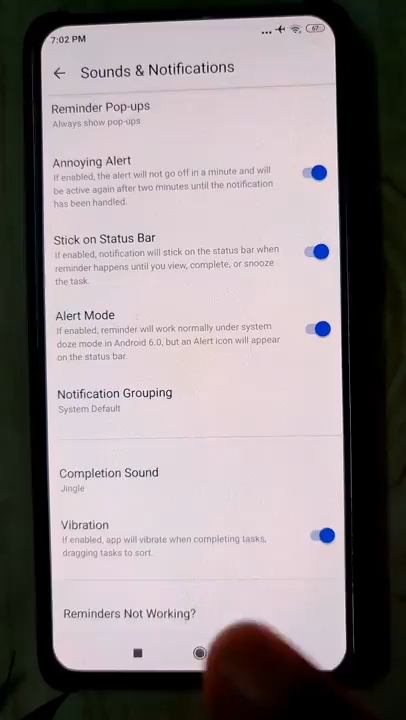 7:02 PM
67
Sounds & Notifications
Reminder Pop-ups
Always show pop-ups
Annoying Alert
If enabled, the alert will not go off in a minute and will
be active again after two minutes until the notification
has been handled.
Stick on Status Bar
If enabled, notification will stick on the status bar when
reminder happens until you view, complete, or snooze
the task.
Alert Mode
If enabled, reminder will work normally under system
doze mode in Android 6.0, but an Alert icon will appear
on the status bar.
Notification Grouping
System Default
Completion Sound
Jingle
Vibration
If enabled, app will vibrate when completing tasks,
dragging tasks to sort.
Reminders Not Working?